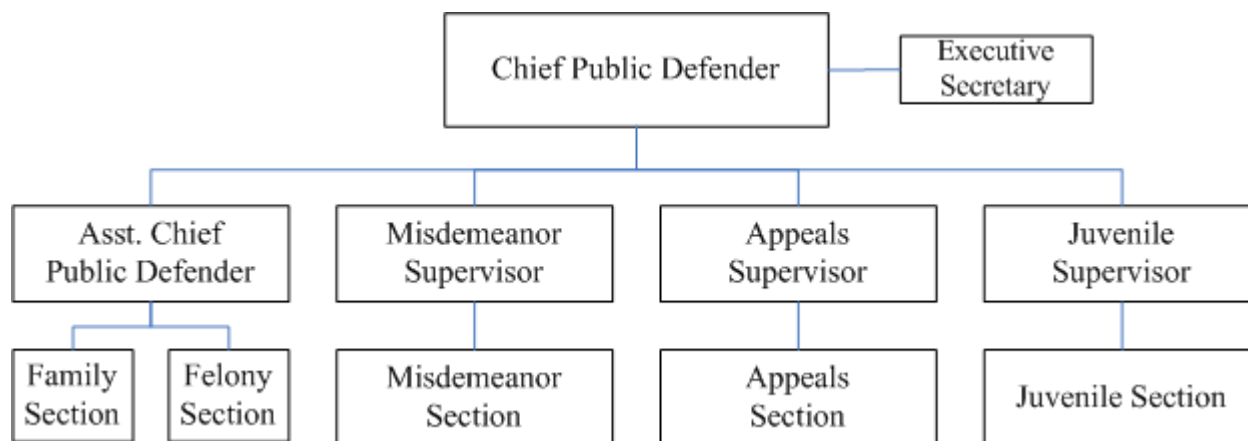 Chief Public Defender
Executive
Secretary
Asst. Chief
Public Defender
Misdemeanor
Supervisor
Appeals
Supervisor
Juvenile
Supervisor
Family
Section
Felony
Section
Misdemeanor
Section
Appeals
Section
Juvenile Section